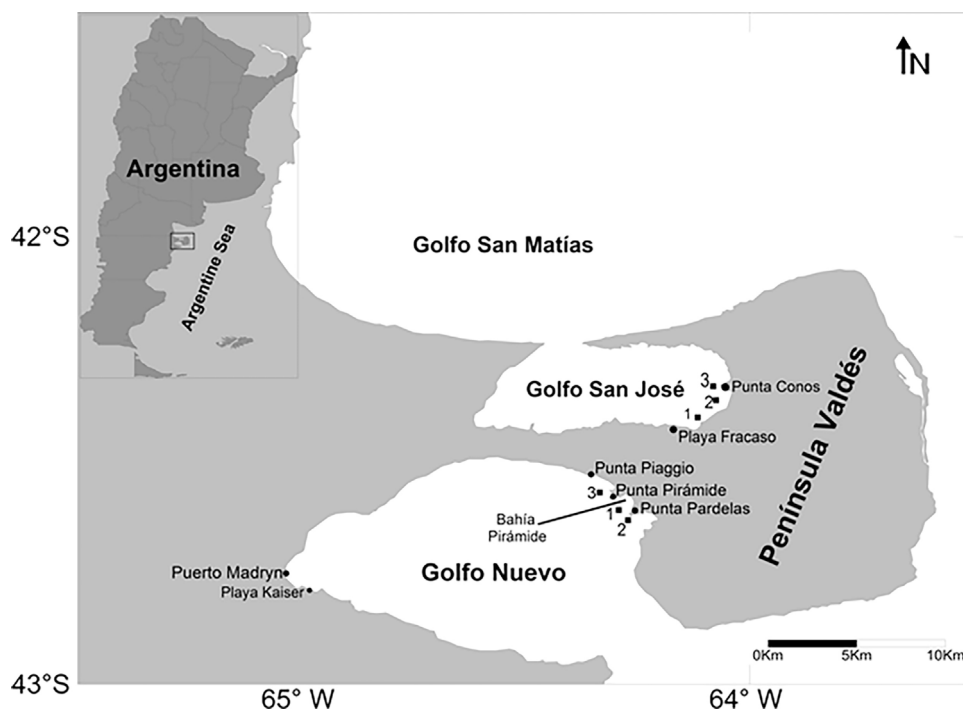 N
Argentina
Argentine Sea
42°S
Golfo San Matías
Golfo San José
3
Punta Conos
2
1
Playa Fracaso
Península Valdés
Punta Piaggio
3
Punta Pirámide
1
Punta Pardelas
Bahía
Pirámide
2
Golfo Nuevo
Puerto Madryn
Playa Kaiser
0Km
5Km
10Km
43°S
65° W
64° W